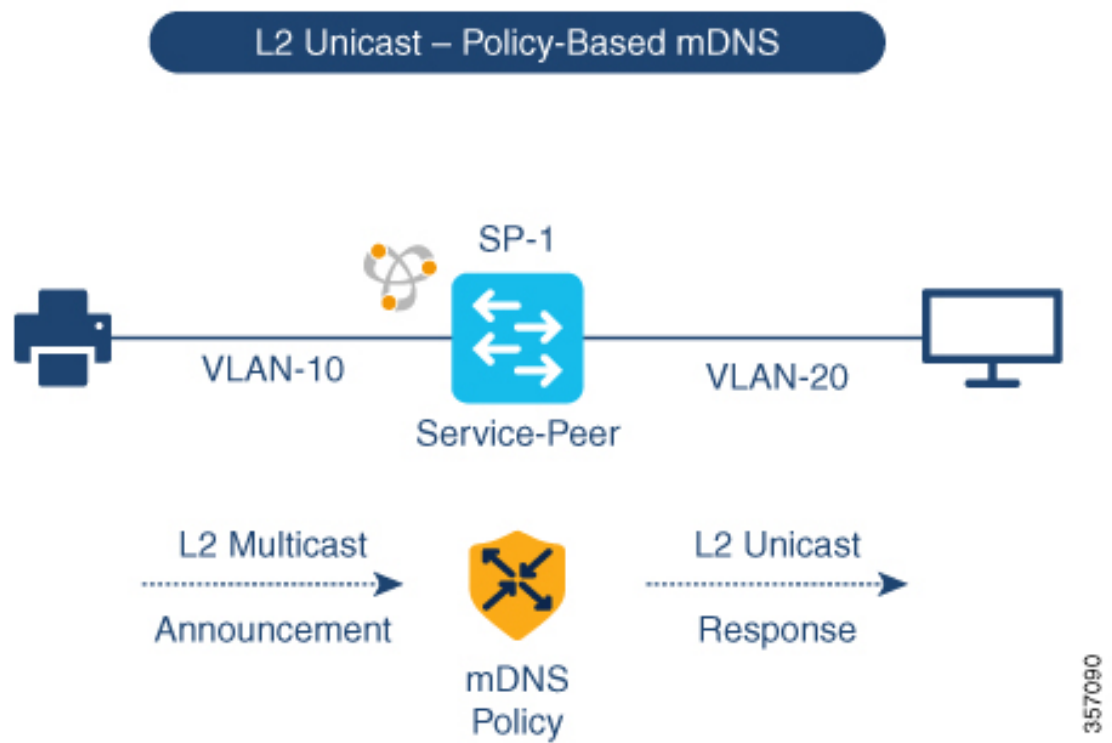 L2 Unicast – Policy-Based mDNS
SP-1
VLAN-10
VLAN-20
Service-Peer
L2 Multicast
Announcement
L2 Unicast
Response
mDNS
Policy
357090